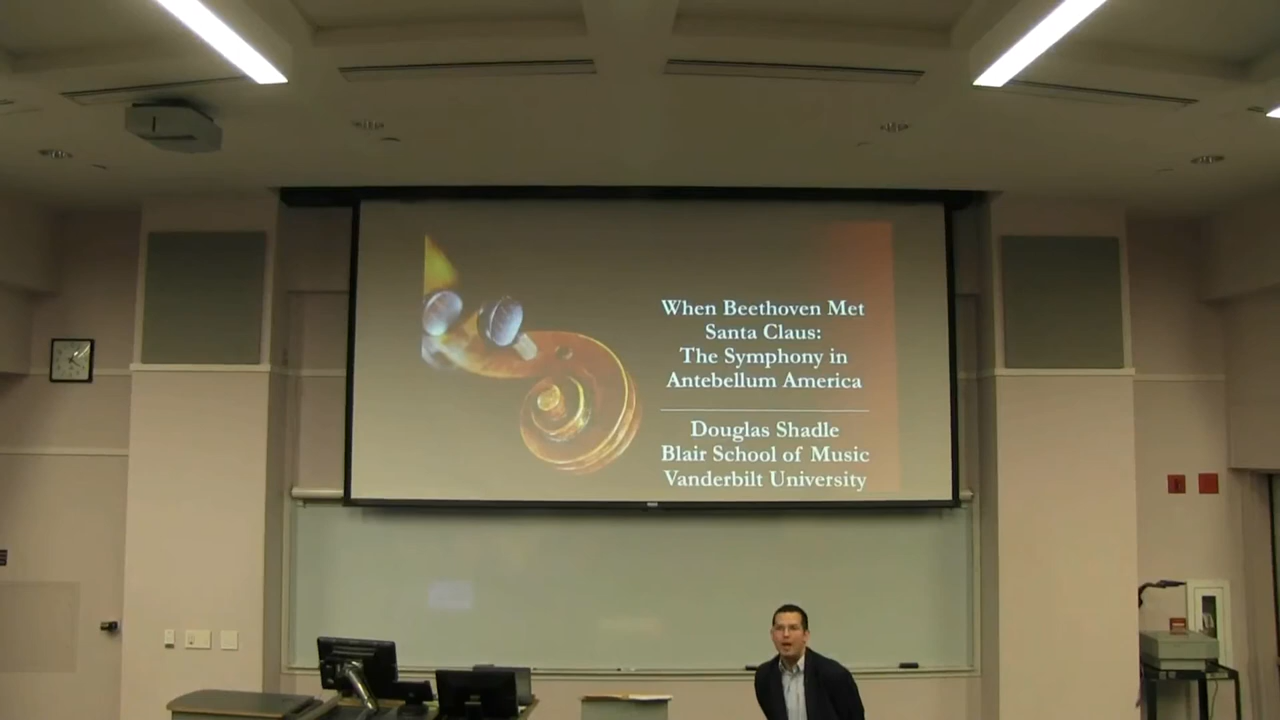 When Beethoven Met
Santa Claus:
The Symphony in
Antebellum America
Douglas Shadle
Blair School of Music
Vanderbilt University